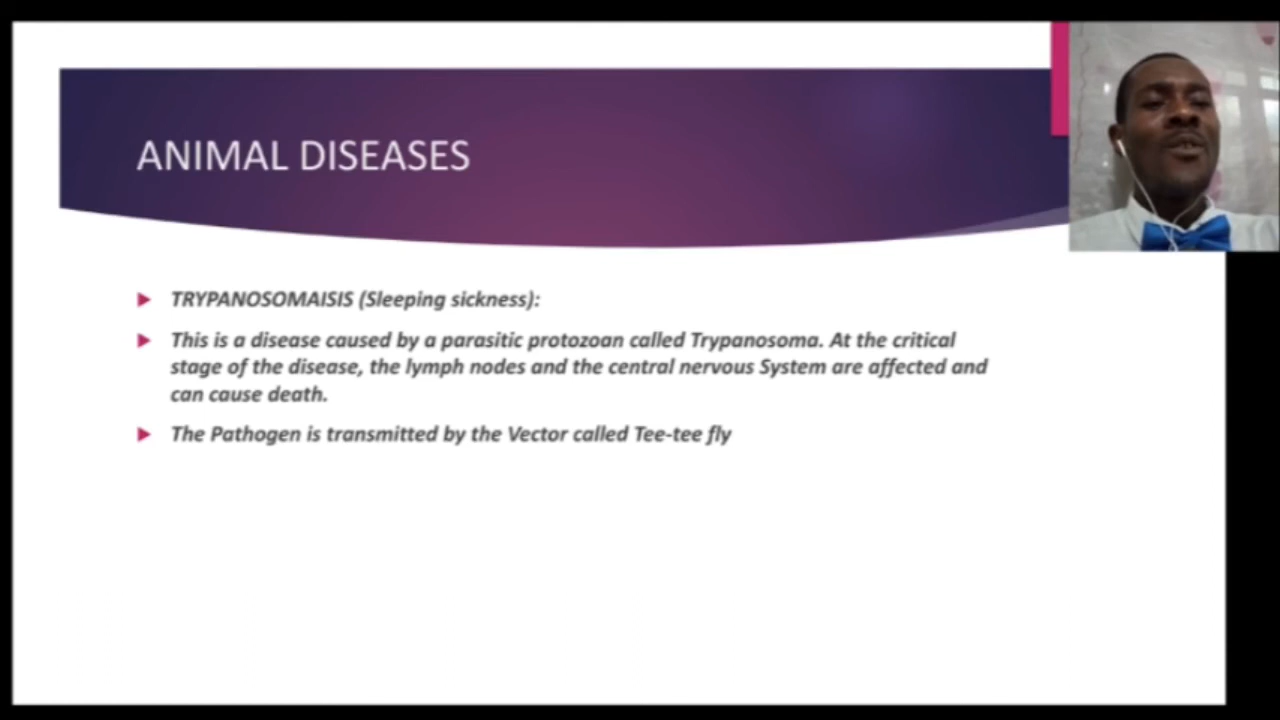 ANIMAL DISEASES
TRYPANOSOMAISIS (Sleeping sickness):
This is a disease caused by a parasitic protozoan called Trypanosoma. At the critical
stage of the disease, the lymph nodes and the central nervous System are affected and
can cause death.
The Pathogen is transmitted by the Vector called Tee-tee fly